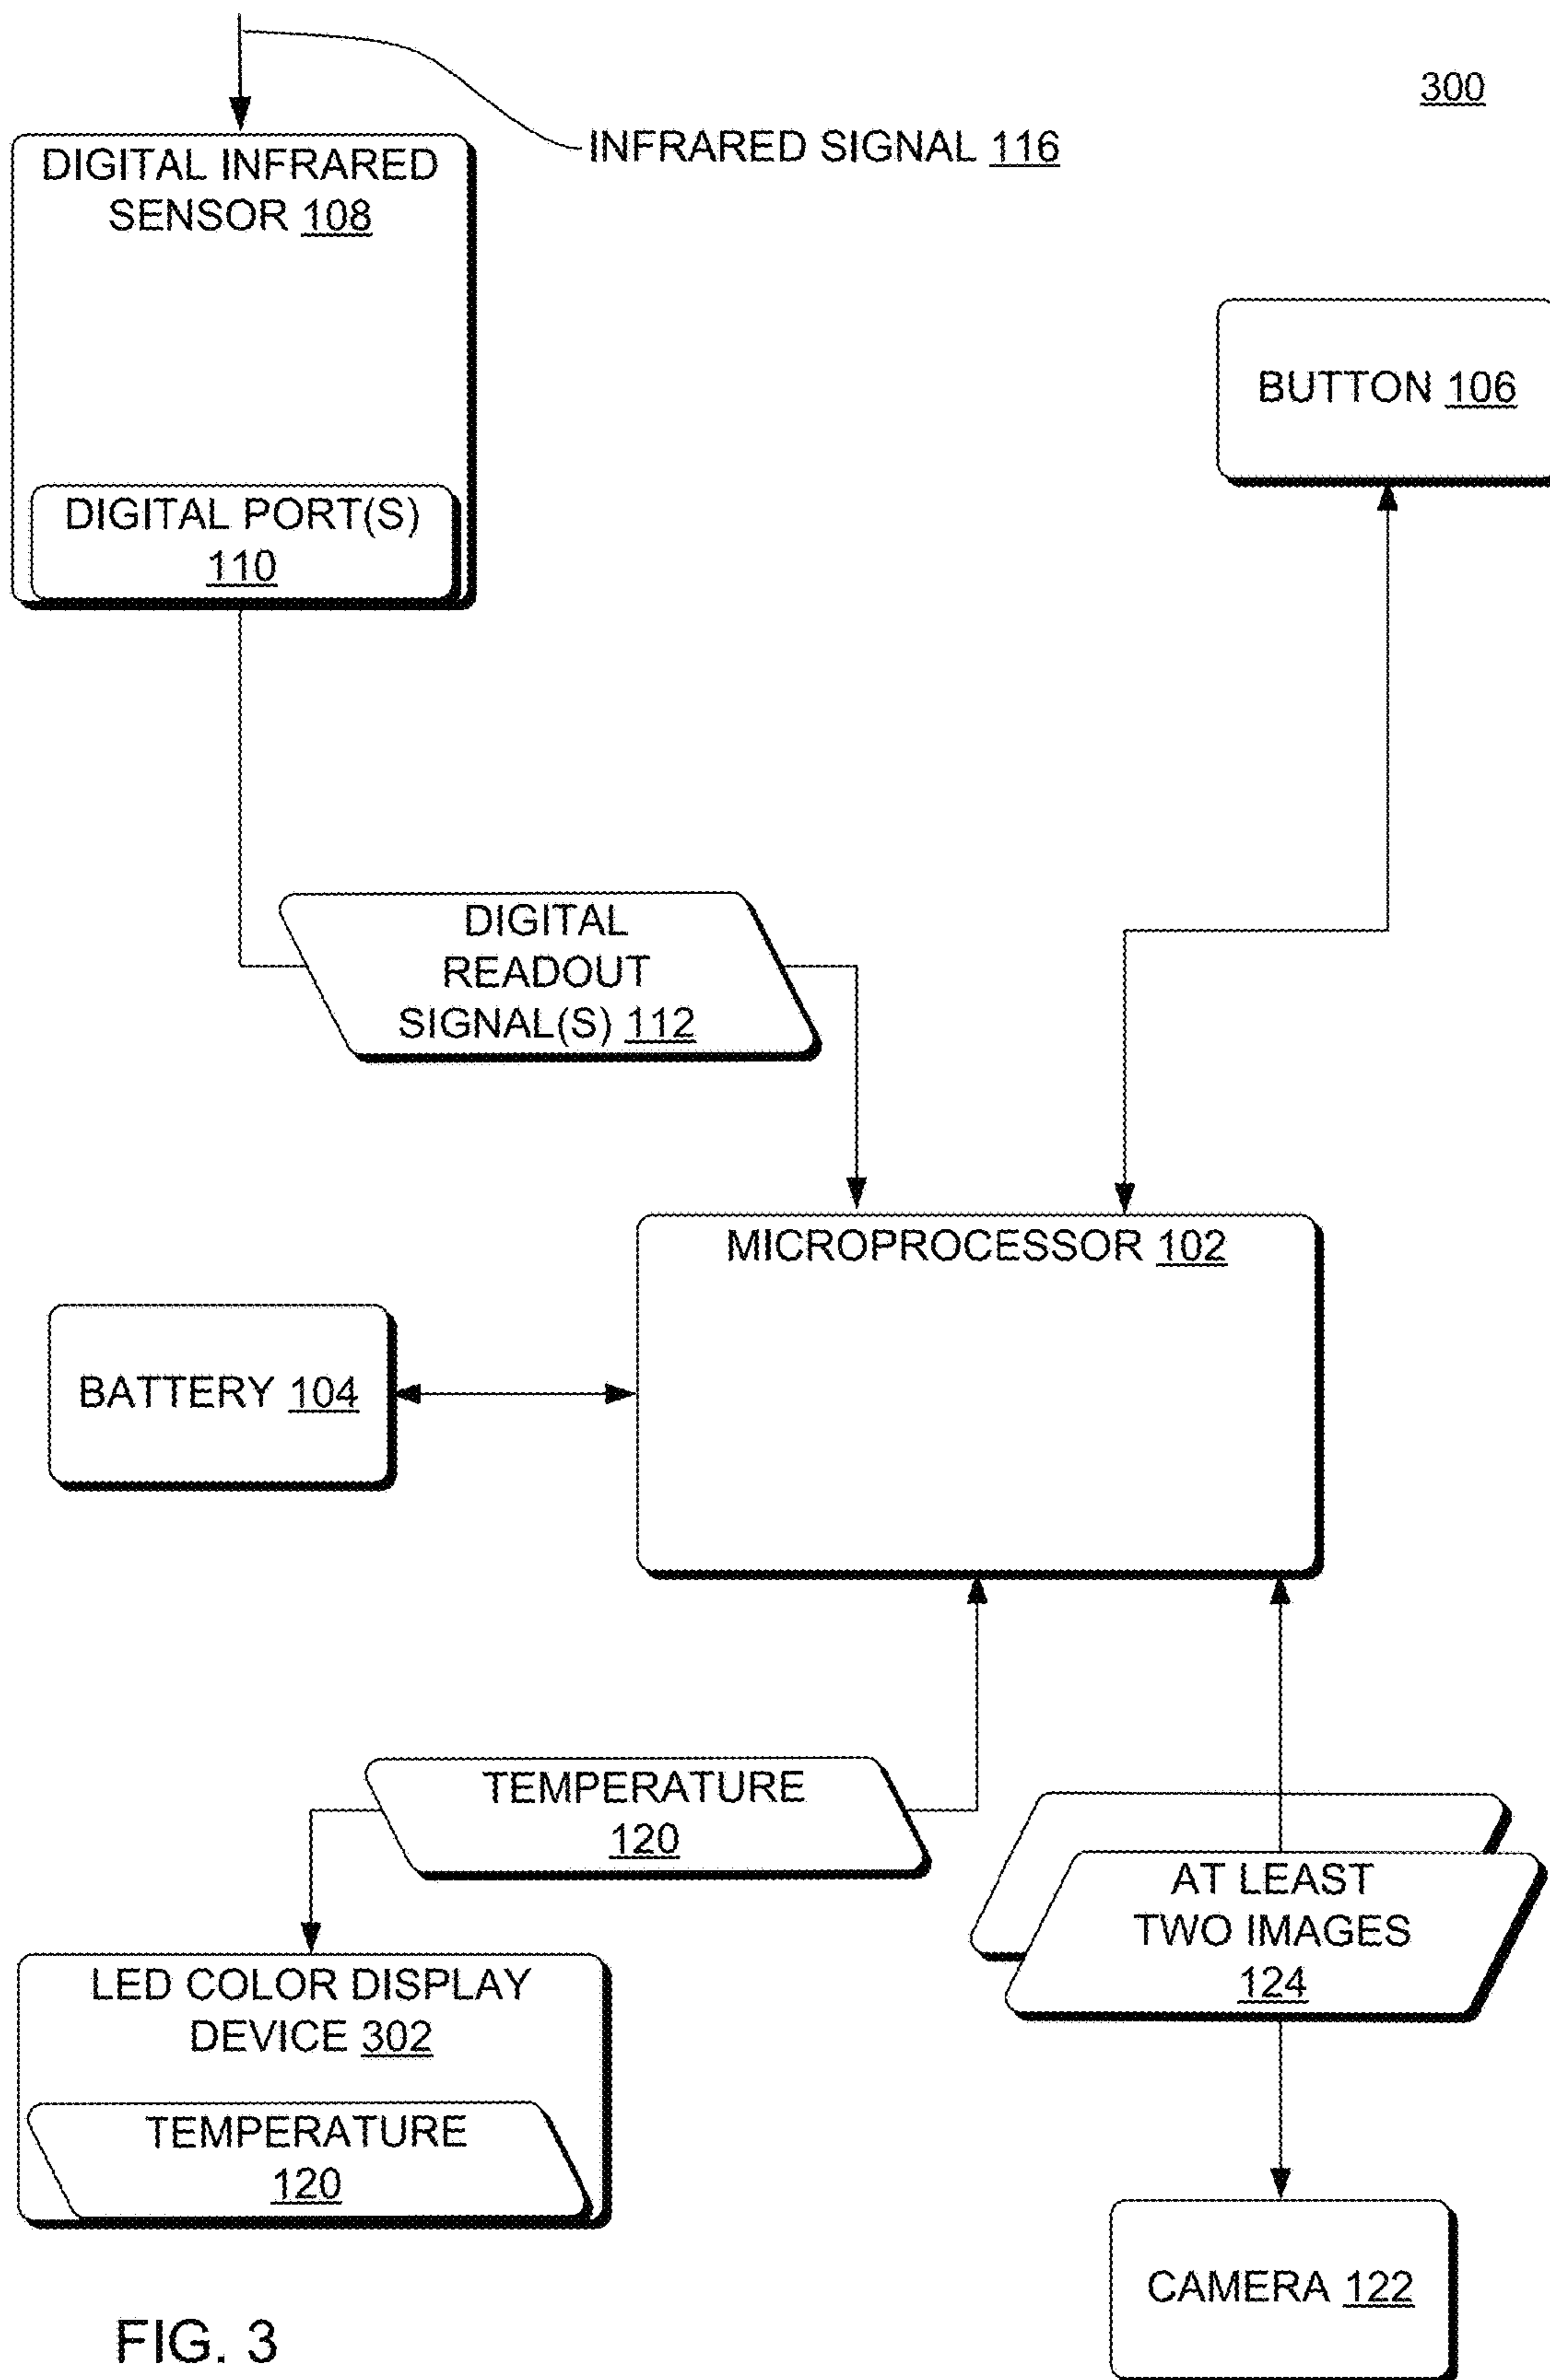 300
INFRARED SIGNAL 116
DIGITAL INFRARED
SENSOR 108
BUTTON 106
DIGITAL PORT(S)
110
DIGITAL
READOUT
SIGNAL(S) 112
MICROPROCESSOR 102
BATTERY 104
TEMPERATURE
120
AT LEAST
TWO IMAGES
124
LED COLOR DISPLAY
DEVICE 302
TEMPERATURE
120
CAMERA 122
FIG. 3